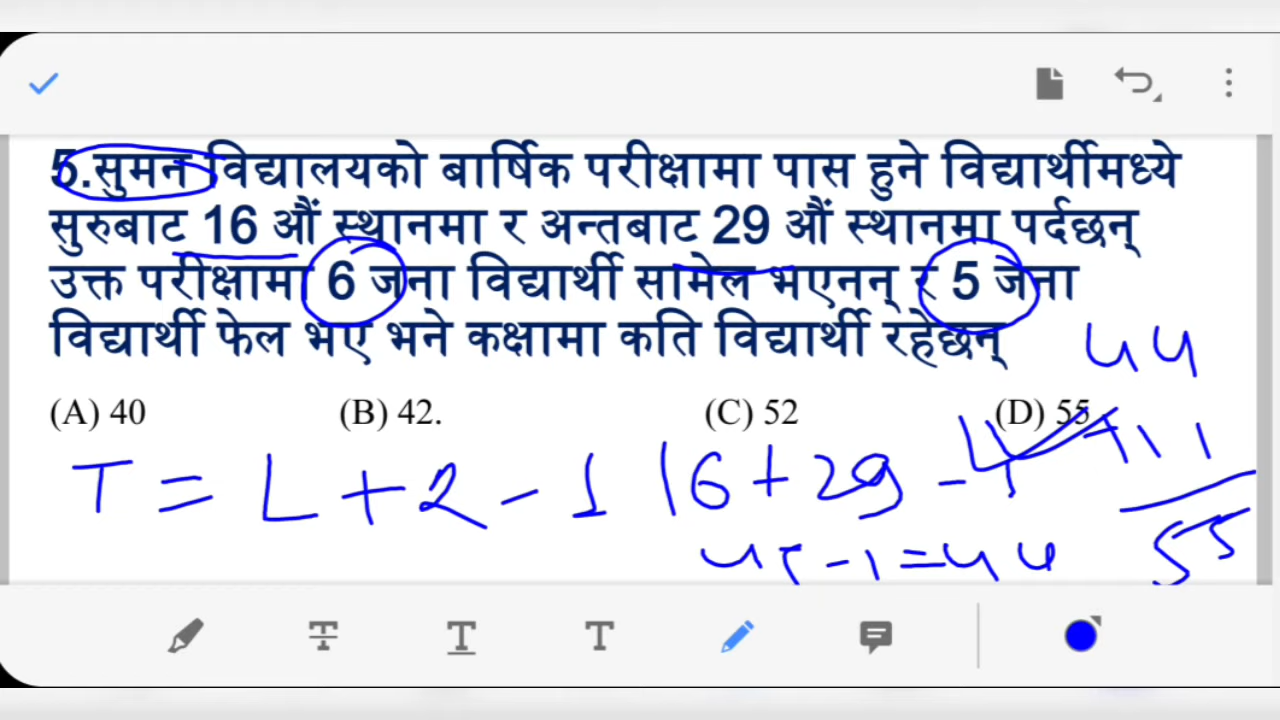 5.सुमन विद्यालयको बार्षिक परीक्षामा पास हुने विद्यार्थीमध्ये
सुरुबाट 16 औं स्थानमा र अन्तबाट 29 औं स्थानमा पर्दछन्
उक्त परीक्षामा 6 जना विद्यार्थी सामेल भएनन् र 5 जना
विद्यार्थी फेल भए भने कक्षामा कति विद्यार्थी रहेछन्
(A) 40 (B) 42. (C) 52 (D) 55
T = L + 2 - 1 16 + 29 - 1
45 - 1 = 44
44
+ 11
55
T T T